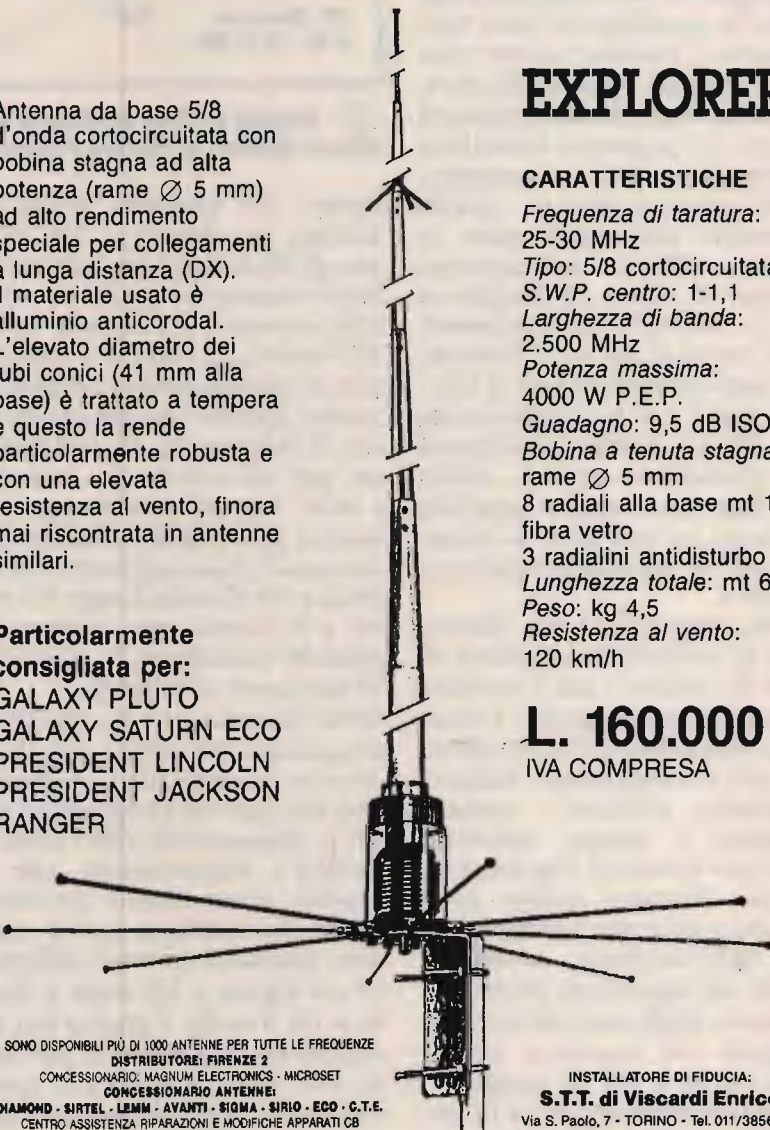 Antenna da base 5/8
d'onda cortocircuitata con
bobina stagna ad alta
potenza (rame ∅ 5 mm)
ad alto rendimento
speciale per collegamenti
a lunga distanza (DX).
Il materiale usato è
alluminio anticorodal.
L'elevato diametro dei
tubi conici (41 mm alla
base) è trattato a tempera
e questo la rende
particolarmente robusta e
con una elevata
resistenza al vento, finora
mai riscontrata in antenne
similari.
Particolarmente
consigliata per:
GALAXY PLUTO
GALAXY SATURN ECO
PRESIDENT LINCOLN
PRESIDENT JACKSON
RANGER
EXPLORER
CARATTERISTICHE
Frequenza di taratura:
25-30 MHz
Tipo: 5/8 cortocircuitata
S.W.P. centro: 1-1,1
Larghezza di banda:
2.500 MHz
Potenza massima:
4000 W P.E.P.
Guadagno: 9,5 dB ISO
Bobina a tenuta stagna
rame ∅ 5 mm
8 radiali alla base mt 1
fibra vetro
3 radialini antidisturbo
Lunghezza totale: mt 6
Peso: kg 4,5
Resistenza al vento:
120 km/h
L. 160.000
IVA COMPRESA
SONO DISPONIBILI PIÙ DI 1000 ANTENNE PER TUTTE LE FREQUENZE
DISTRIBUTORE: FIRENZE 2
CONCESSIONARIO: MAGNUM ELECTRONICS - MICROSET
CONCESSIONARIO ANTENNE:
DIAMOND - SIRTEL - LEMM - AVANTI - SIGMA - SIRIO - ECO - C.T.E.
CENTRO ASSISTENZA RIPARAZIONI E MODIFICHE APPARATI CB
INSTALLATORE DI FIDUCIA:
S.T.T. di Viscardi Enrico
Via S. Paolo, 7 - TORINO - Tel. 011/3856